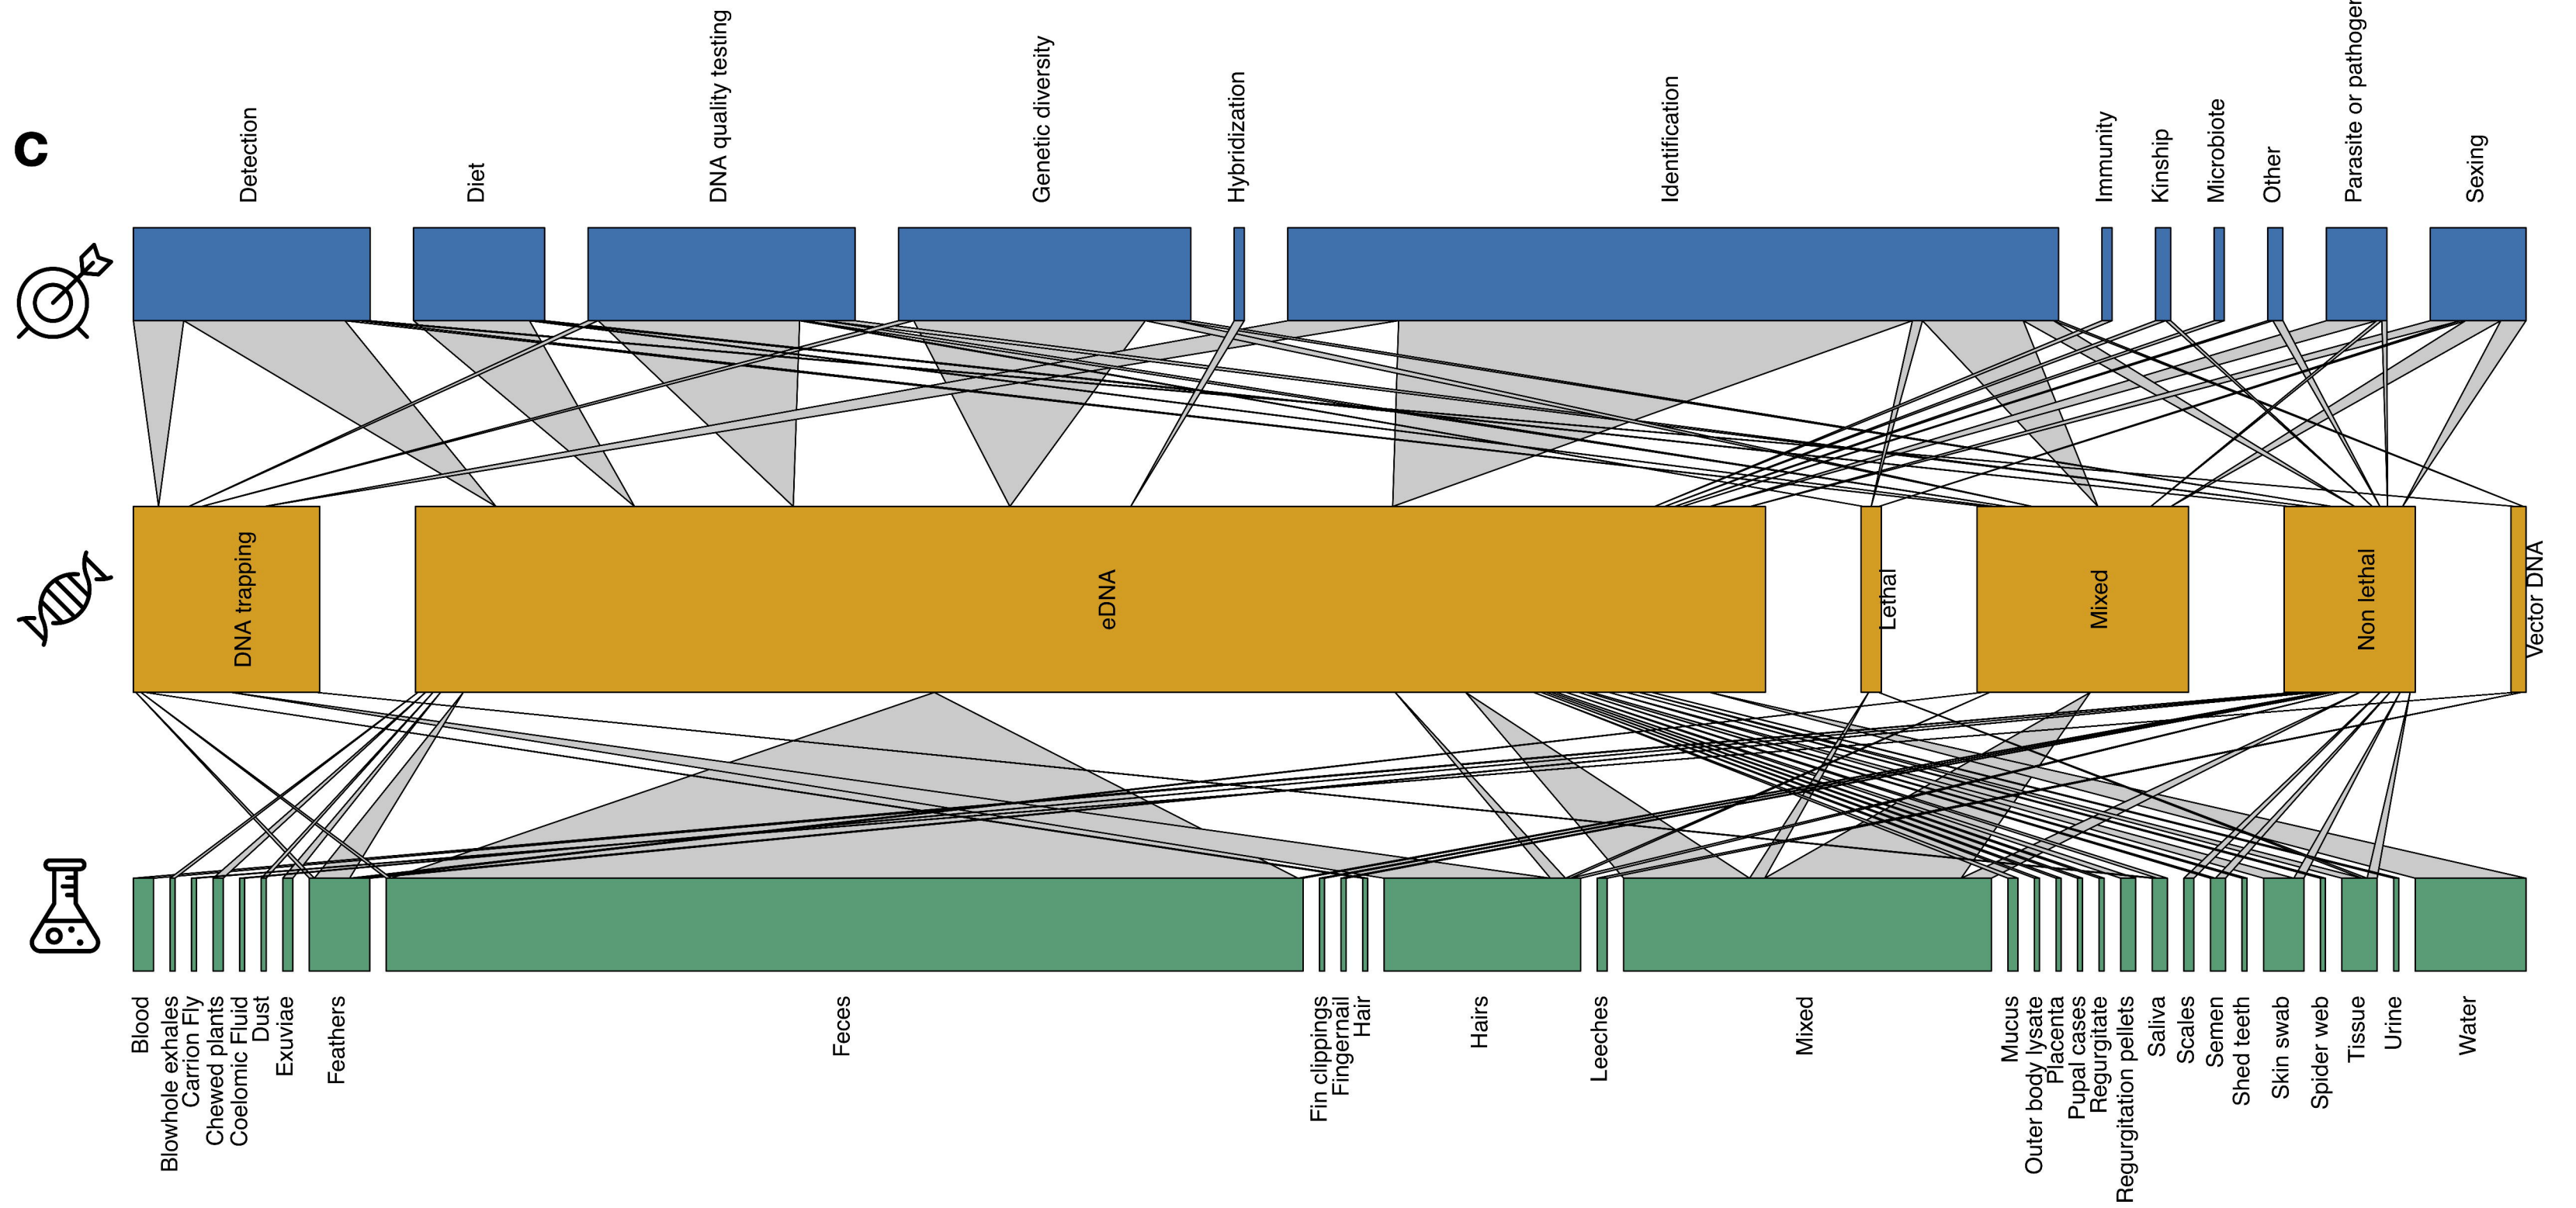 c
Detection
Diet
DNA quality testing
Genetic diversity
Hybridization
Identification
Immunity
Kinship
Microbiote
Other
Parasite or pathogen
Sexing
DNA trapping
eDNA
Lethal
Mixed
Non lethal
Vector DNA
Blood
Blowhole exhales
Carrion Fly
Chewed plants
Coelomic Fluid
Dust
Exuviae
Feathers
Feces
Fin clippings
Fingernail
Hair
Hairs
Leeches
Mixed
Mucus
Outer body lysate
Placenta
Pupal cases
Regurgitate
Regurgitation pellets
Saliva
Scales
Semen
Shed teeth
Skin swab
Spider web
Tissue
Urine
Water